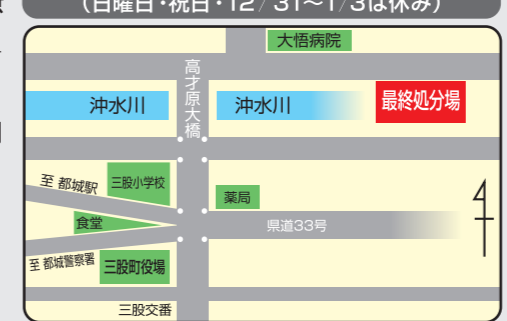 (日曜日・祝日・12/31～1/3は休み)
大悟病院
高才原大橋
沖水川
沖水川
最終処分場
至 都城駅
三股小学校
薬局
食堂
県道33号
至 都城警察署
三股町役場
三股交番
4